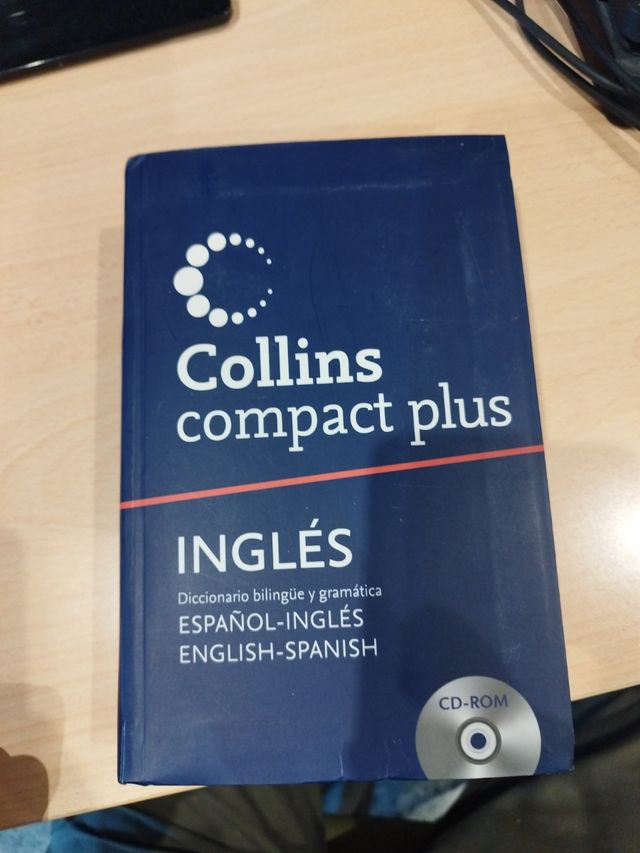 Collins
compact plus
INGLÉS
Diccionario bilingüe y gramática
ESPAÑOL-INGLÉS
ENGLISH-SPANISH
CD-ROM